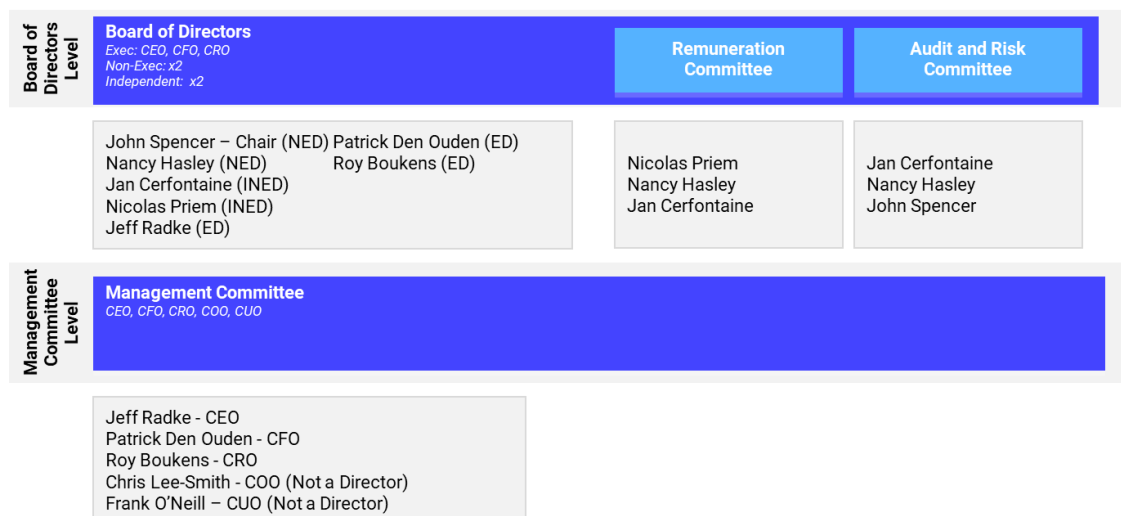 Board of
Directors
Level
Board of Directors
Exec: CEO, CFO, CRO
Non-Exec: x2
Independent:  x2
Remuneration
Committee
Audit and Risk
Committee
John Spencer – Chair (NED) Patrick Den Ouden (ED)
Nancy Hasley (NED) Roy Boukens (ED)
Jan Cerfontaine (INED)
Nicolas Priem (INED)
Jeff Radke (ED)
Nicolas Priem
Nancy Hasley
Jan Cerfontaine
Jan Cerfontaine
Nancy Hasley
John Spencer
Management
Committee
Level
Management Committee
CEO, CFO, CRO, COO, CUO
Jeff Radke - CEO
Patrick Den Ouden - CFO
Roy Boukens - CRO
Chris Lee-Smith - COO (Not a Director)
Frank O’Neill – CUO (Not a Director)